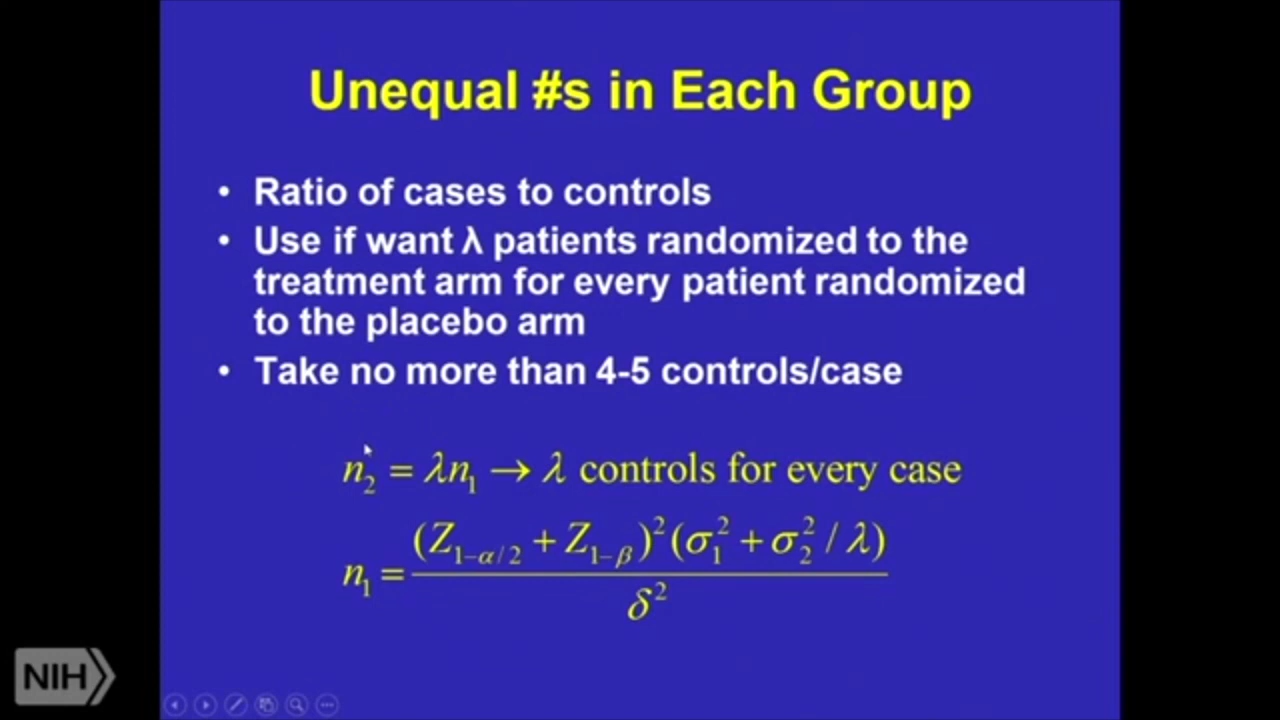 Unequal #s in Each Group
• Ratio of cases to controls
• Use if want λ patients randomized to the
treatment arm for every patient randomized
to the placebo arm
• Take no more than 4-5 controls/case
n₂ = λn₁ → λ controls for every case
n₁ = (Z₁₋α/₂ + Z₁₋β)²(σ₁² + σ₂² / λ) / δ²
NIH